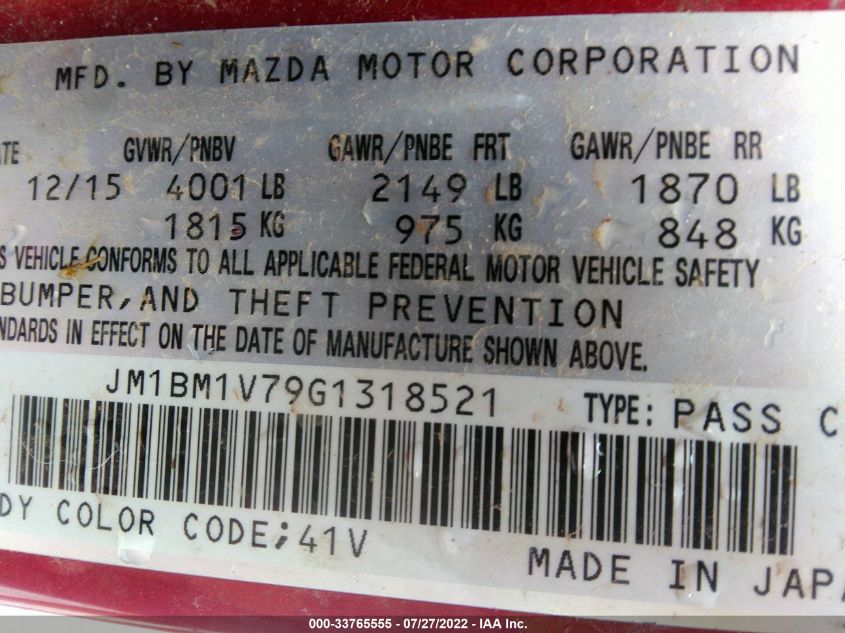 MFD. BY MAZDA MOTOR CORPORATION
ATE GVWR/PNBV GAWR/PNBE FRT GAWR/PNBE RR
12/15 4001 LB 2149 LB 1870 LB
1815 KG 975 KG 848 KG
S VEHICLE CONFORMS TO ALL APPLICABLE FEDERAL MOTOR VEHICLE SAFETY
BUMPER, AND THEFT PREVENTION
NDARDS IN EFFECT ON THE DATE OF MANUFACTURE SHOWN ABOVE.
JM1BM1V79G1318521 TYPE: PASS C
DY COLOR CODE;41V
MADE IN JAPA
000-33765555 - 07/27/2022 - IAA Inc.